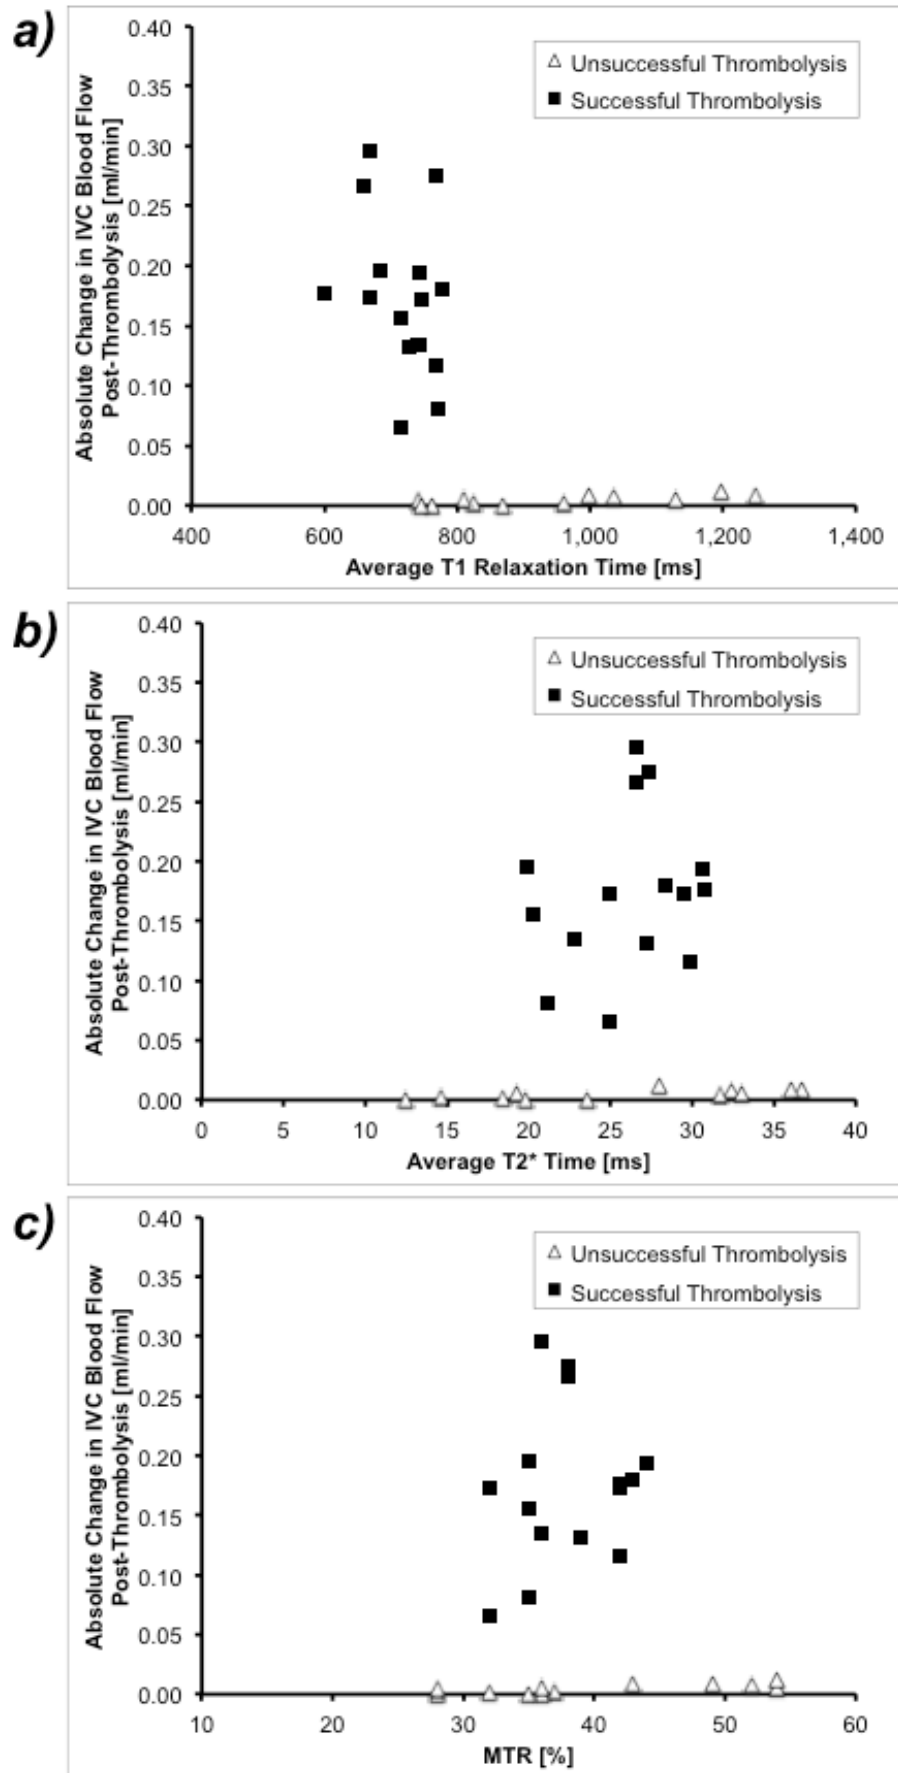 a)
Absolute Change in IVC Blood Flow
Post-Thrombolysis [ml/min]
0.40
0.35
0.30
0.25
0.20
0.15
0.10
0.05
0.00
Unsuccessful Thrombolysis
Successful Thrombolysis
400 600 800 1,000 1,200 1,400
Average T1 Relaxation Time [ms]
b)
Absolute Change in IVC Blood Flow
Post-Thrombolysis [ml/min]
0.40
0.35
0.30
0.25
0.20
0.15
0.10
0.05
0.00
Unsuccessful Thrombolysis
Successful Thrombolysis
0 5 10 15 20 25 30 35 40
Average T2* Time [ms]
c)
Absolute Change in IVC Blood Flow
Post-Thrombolysis [ml/min]
0.40
0.35
0.30
0.25
0.20
0.15
0.10
0.05
0.00
Unsuccessful Thrombolysis
Successful Thrombolysis
10 20 30 40 50 60
MTR [%]